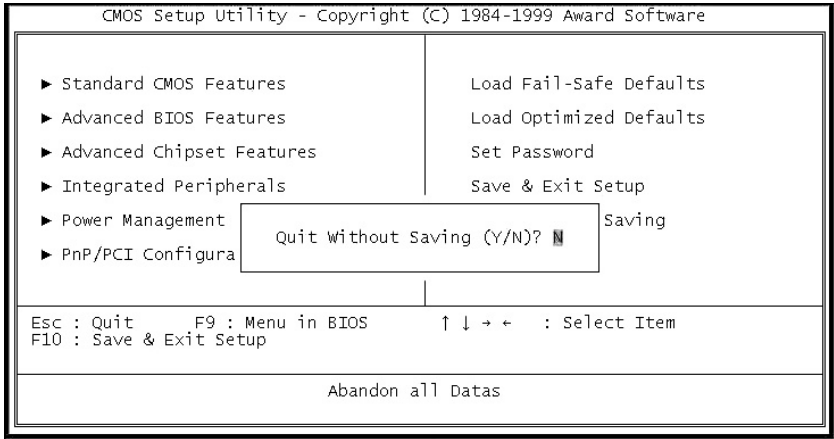 CMOS Setup Utility - Copyright (C) 1984-1999 Award Software
► Standard CMOS Features
► Advanced BIOS Features
► Advanced Chipset Features
► Integrated Peripherals
► Power Management
► PnP/PCI Configura
Load Fail-Safe Defaults
Load Optimized Defaults
Set Password
Save & Exit Setup
Saving
Quit Without Saving (Y/N)? N
Esc : Quit F9 : Menu in BIOS ↑ ↓ → ← : Select Item
F10 : Save & Exit Setup
Abandon all Datas